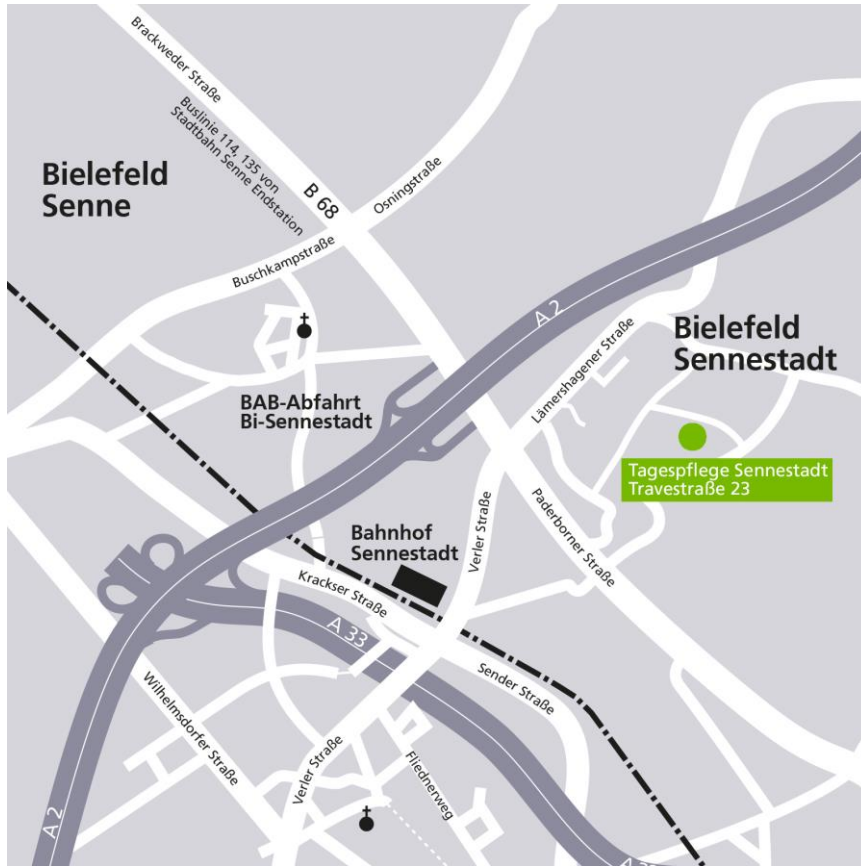 Brackweder Straße
Buslinie 114, 135 von
Stadtbahn Senne Endstation
Bielefeld
Senne
B 68
Osningstraße
Buschkampstraße
A 2
Lämershagener Straße
Bielefeld
Sennestadt
BAB-Abfahrt
Bi-Sennestadt
Tagespflege Sennestadt
Travestraße 23
Verler Straße
Paderborner Straße
Bahnhof
Sennestadt
Krackser Straße
A 33
Sender Straße
Wilhelmsdorfer Straße
Verler Straße
Fliednerweg
A 2